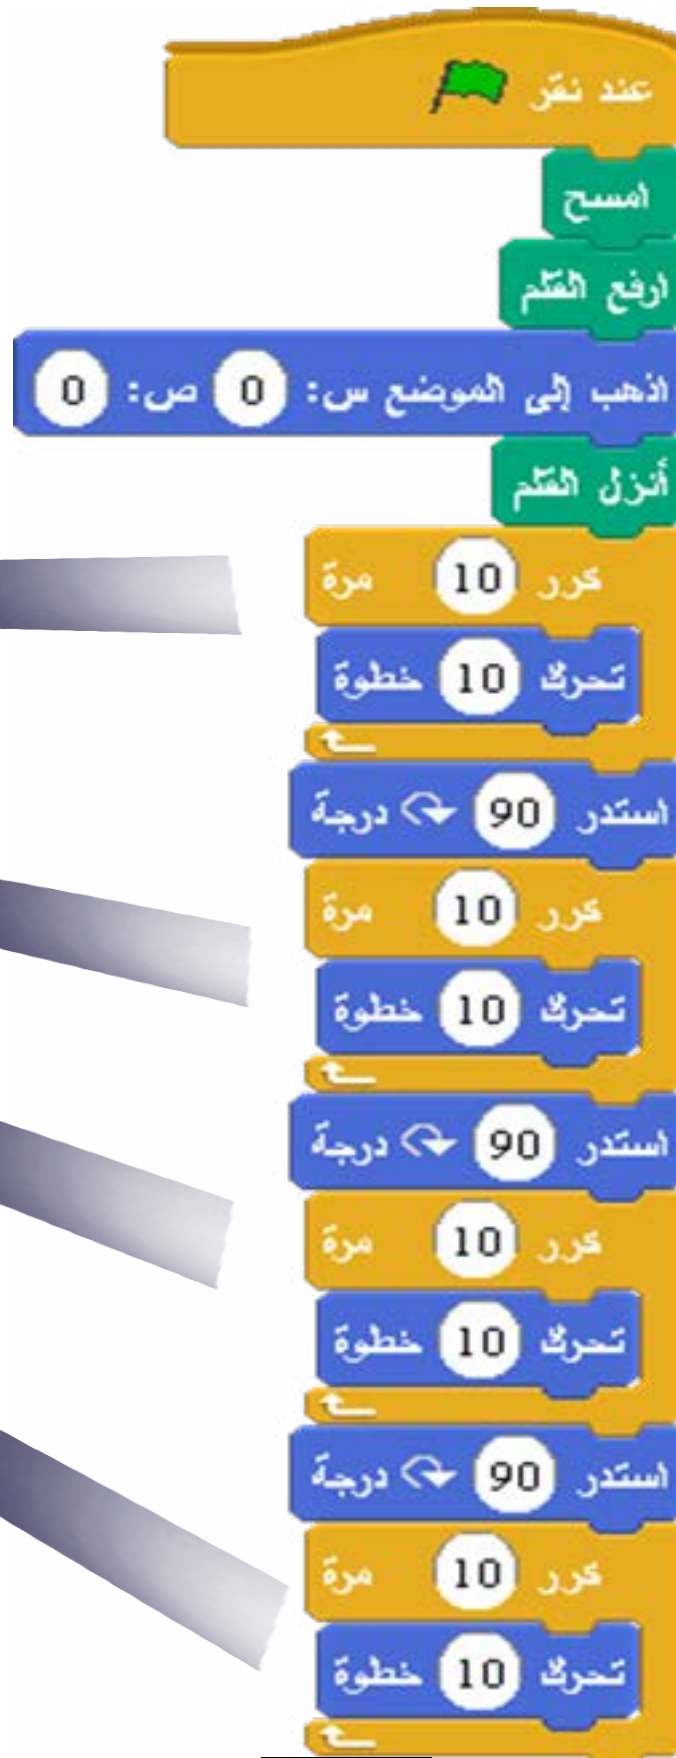 عند نقر
امسح
ارفع القلم
اذهب إلى الموضع س: 0 ص: 0
أنزل القلم
كرر 10 مرة
تحرك 10 خطوة
استدر 90 درجة
كرر 10 مرة
تحرك 10 خطوة
استدر 90 درجة
كرر 10 مرة
تحرك 10 خطوة
استدر 90 درجة
كرر 10 مرة
تحرك 10 خطوة